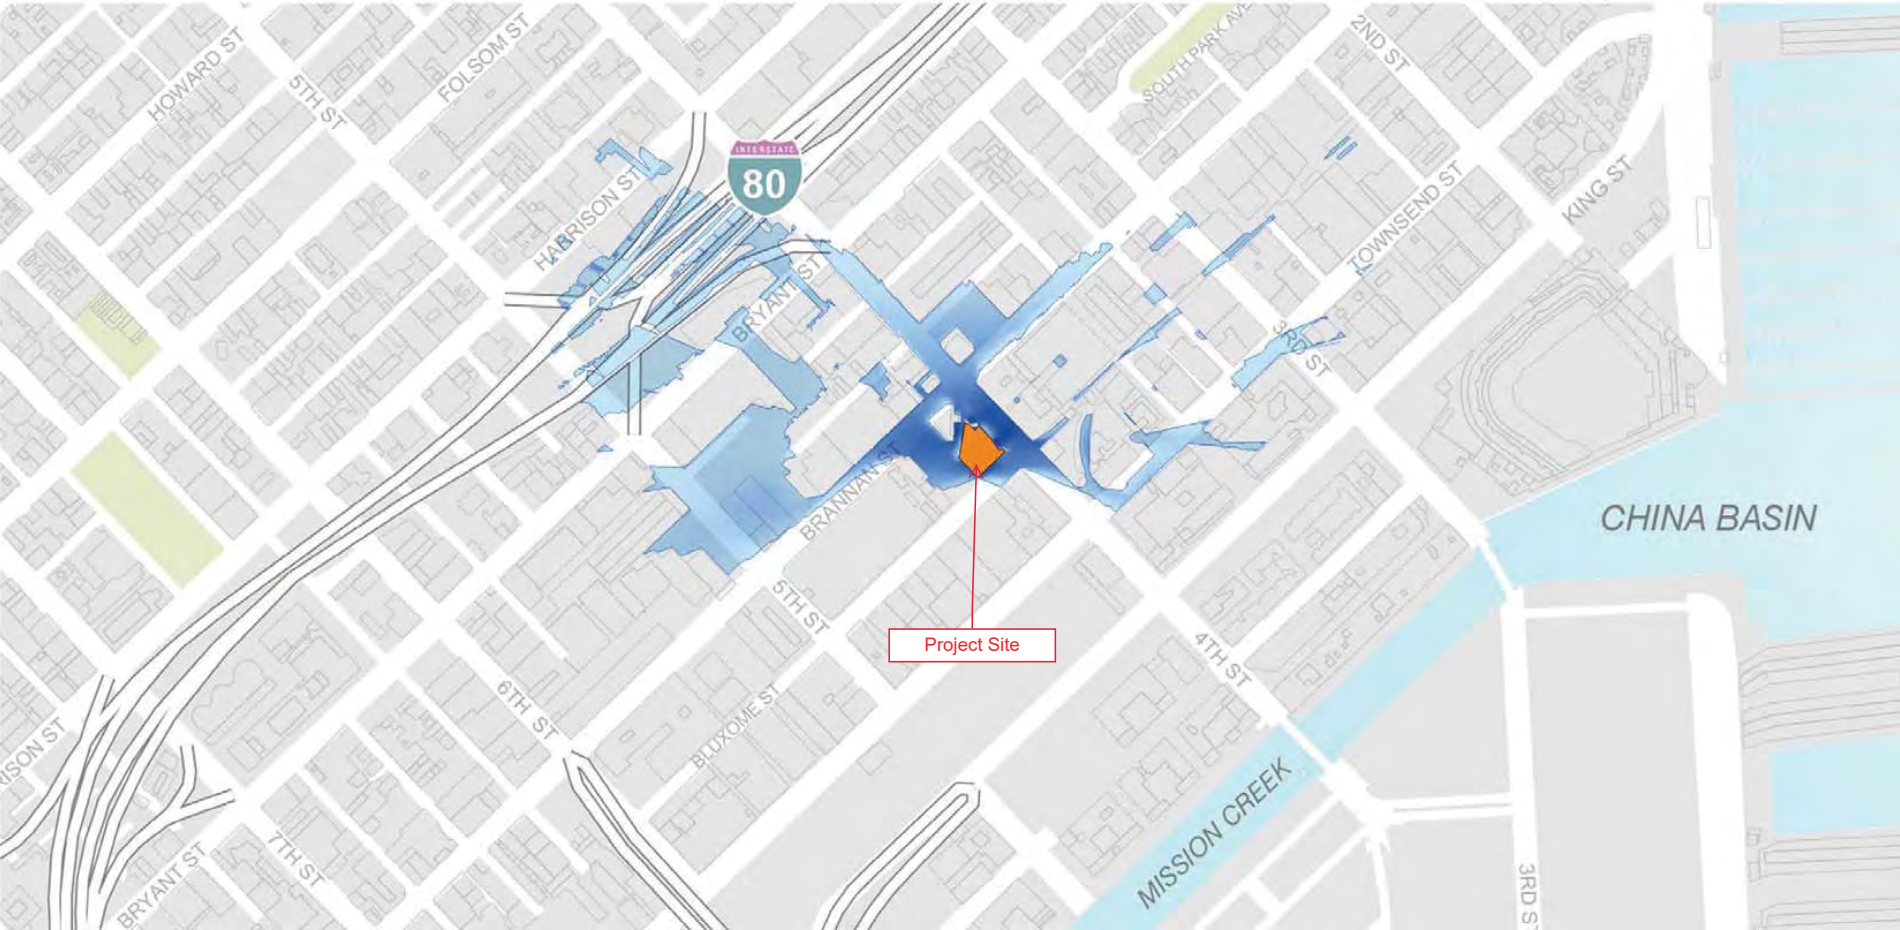 HOWARD ST
5TH ST
FOLSOM ST
SOUTH PARK AVE
2ND ST
INTERSTATE
80
HARRISON ST
KING ST
TOWNSEND ST
BRYANT ST
3RD ST
BRANNAN ST
CHINA BASIN
5TH ST
Project Site
4TH ST
6TH ST
BLUXOME ST
RISON ST
MISSION CREEK
BRYANT ST
7TH ST
3RD S